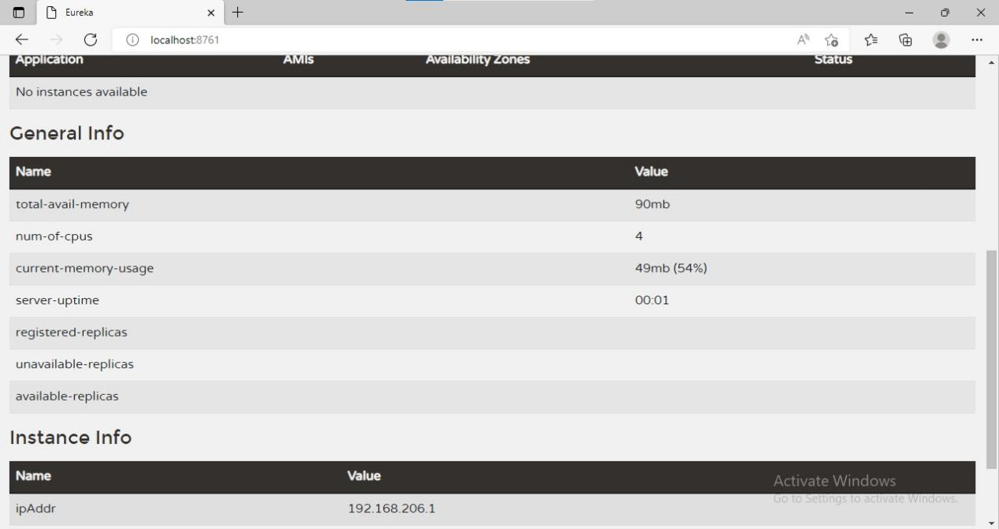 Eureka
localhost:8761
Application AMIs Availability Zones Status
No instances available
General Info
Name Value
total-avail-memory 90mb
num-of-cpus 4
current-memory-usage 49mb (54%)
server-uptime 00:01
registered-replicas
unavailable-replicas
available-replicas
Instance Info
Name Value
Activate Windows
Go to Settings to activate Windows.
ipAddr 192.168.206.1